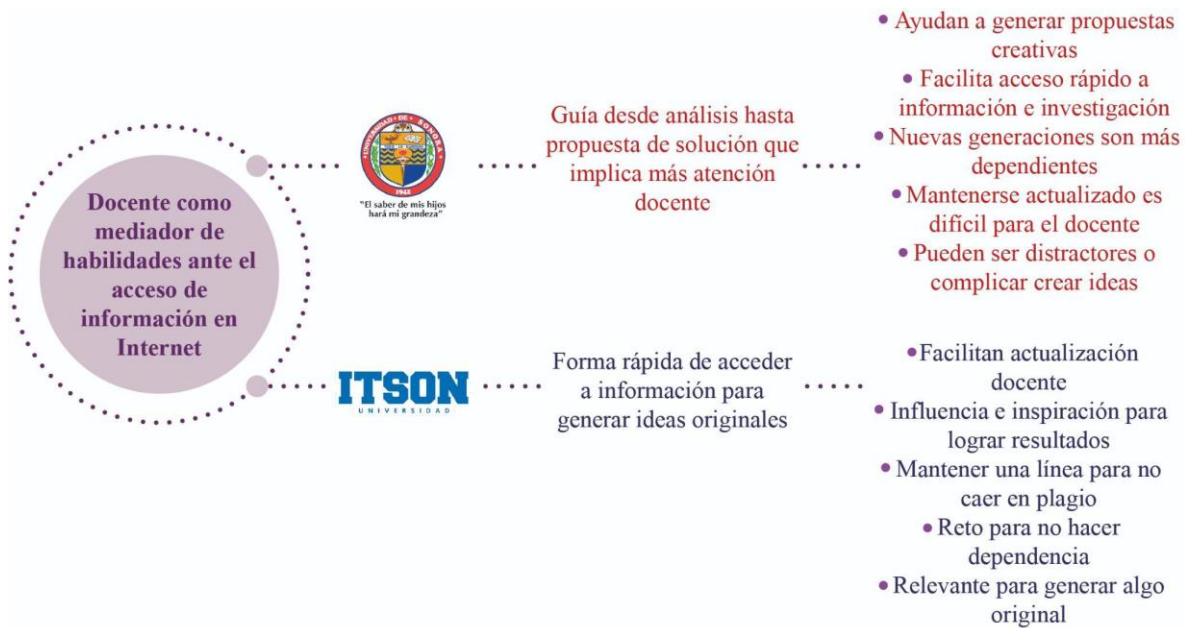 Docente como
mediador de
habilidades ante el
acceso de
información en
Internet
UNIVERSIDAD DE SONORA
1942
"El saber de mis hijos
hará mi grandeza"
Guía desde análisis hasta
propuesta de solución que
implica más atención
docente
• Ayudan a generar propuestas
creativas
• Facilita acceso rápido a
información e investigación
• Nuevas generaciones son más
dependientes
• Mantenerse actualizado es
difícil para el docente
• Pueden ser distractores o
complicar crear ideas
ITSON
UNIVERSIDAD
Forma rápida de acceder
a información para
generar ideas originales
• Facilitan actualización
docente
• Influencia e inspiración para
lograr resultados
• Mantener una línea para no
caer en plagio
• Reto para no hacer
dependencia
• Relevante para generar algo
original